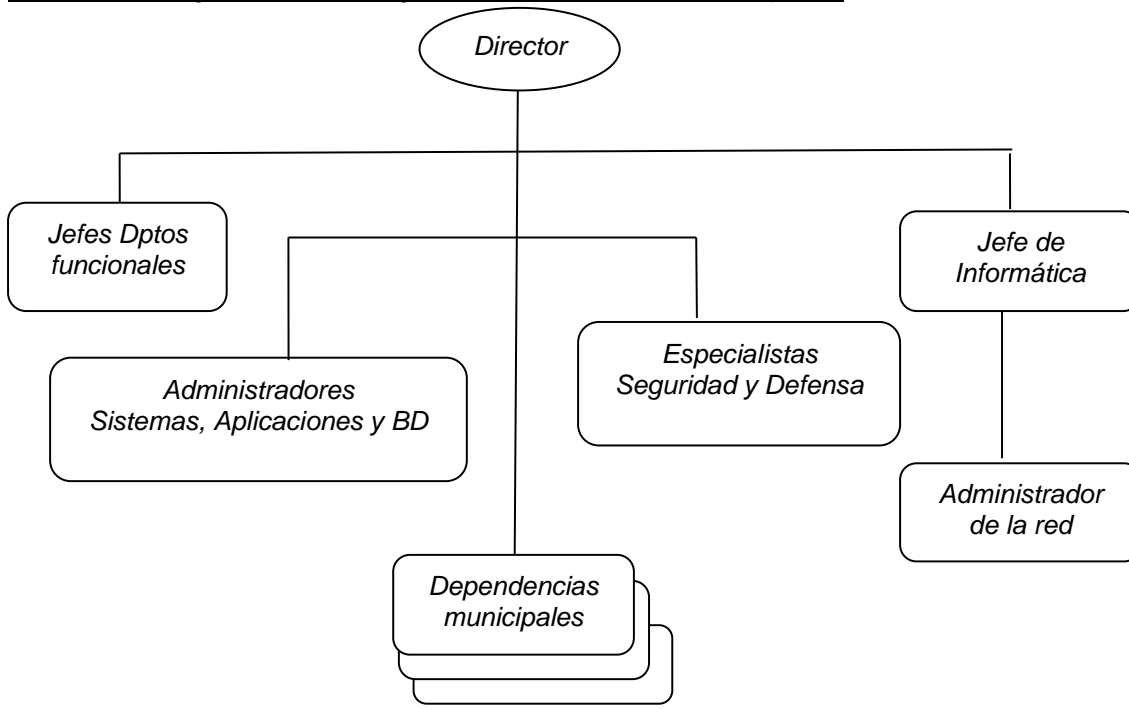 Director
Jefes Dptos
funcionales
Jefe de
Informática
Especialistas
Seguridad y Defensa
Administradores
Sistemas, Aplicaciones y BD
Administrador
de la red
Dependencias
municipales